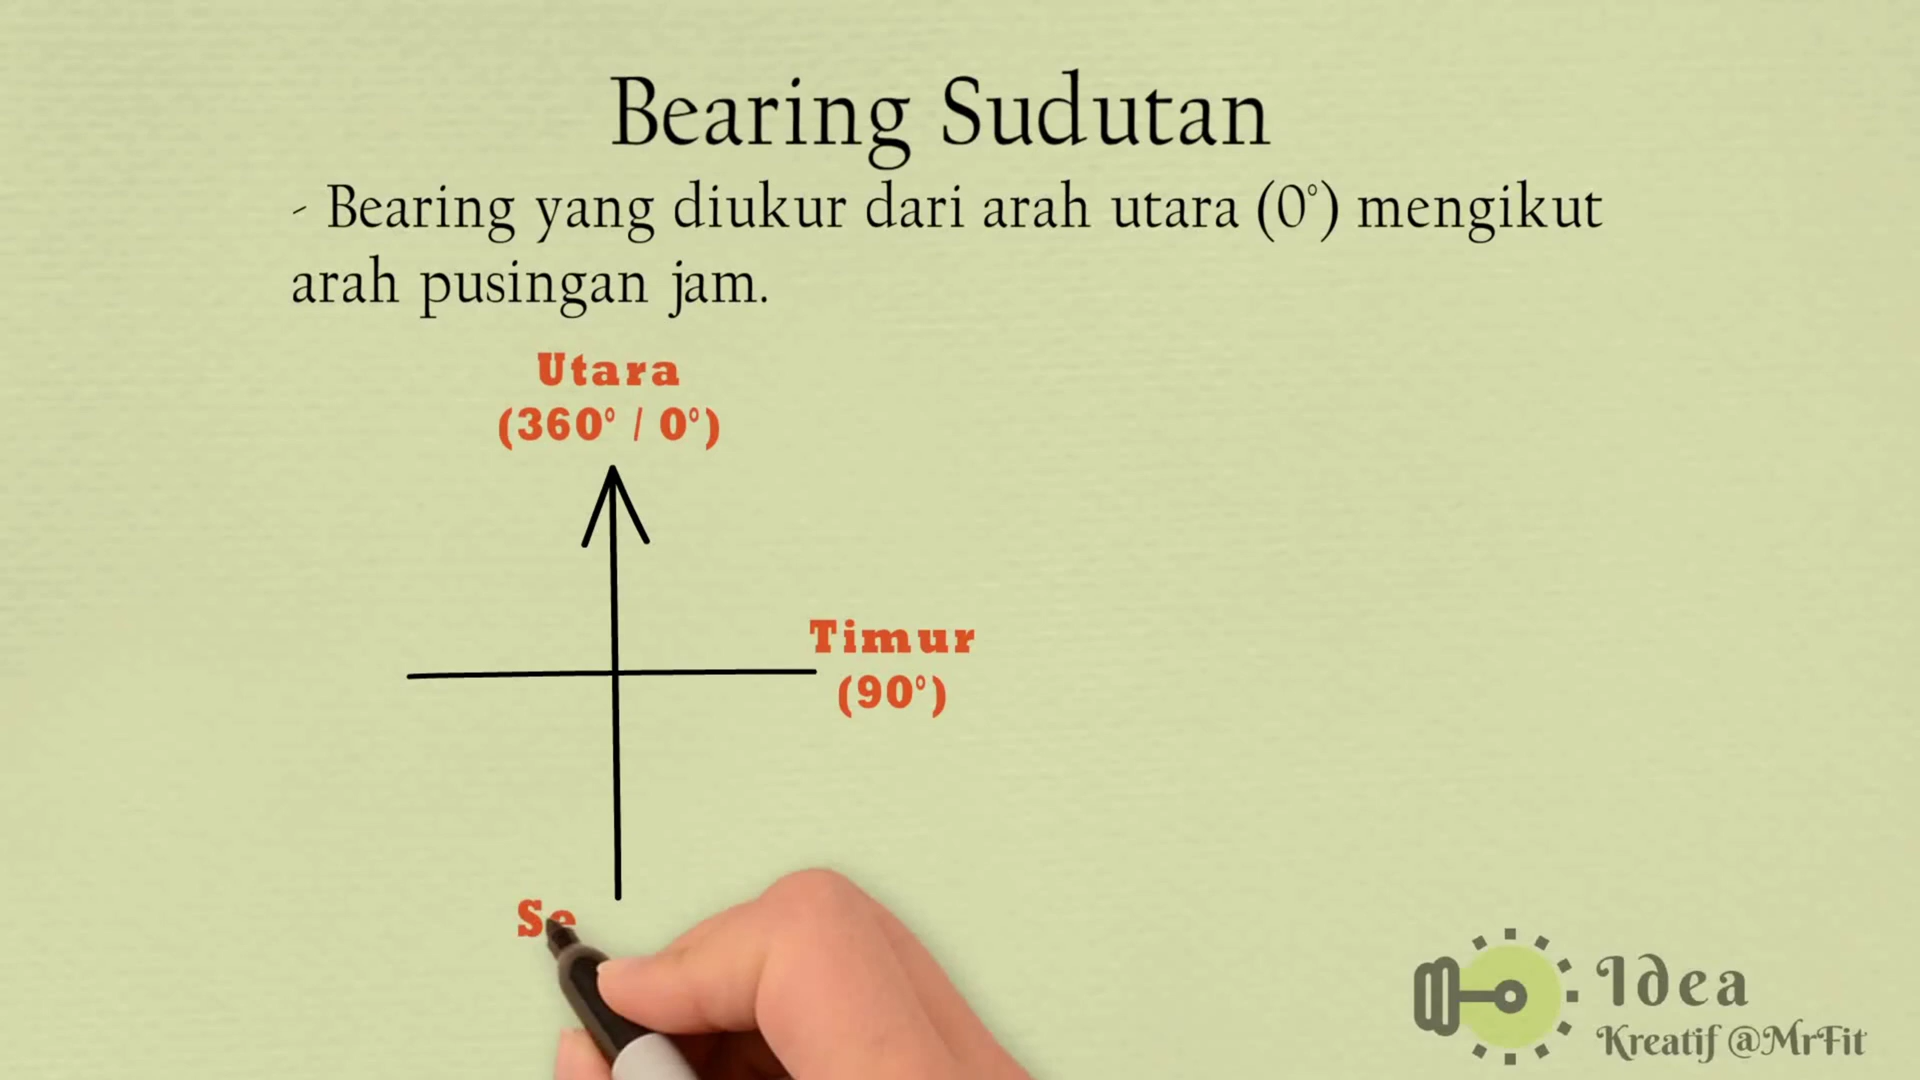 Bearing Sudutan
- Bearing yang diukur dari arah utara (0°) mengikut
arah pusingan jam.
Utara
(360° / 0°)
Timur
(90°)
Se
Idea
Kreatif @MrFit